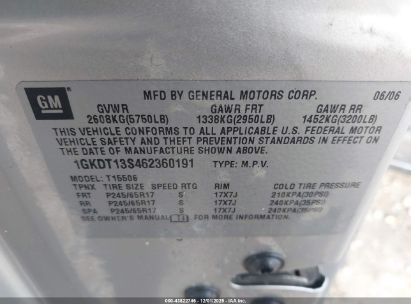 GM
MFD BY GENERAL MOTORS CORP. 06/06
GVWR GAWR FRT GAWR RR
2608KG(5750LB) 1338KG(2950LB) 1452KG(3200LB)
THIS VEHICLE CONFORMS TO ALL APPLICABLE U.S. FEDERAL MOTOR
VEHICLE SAFETY AND THEFT PREVENTION STANDARDS IN EFFECT ON
THE DATE OF MANUFACTURE SHOWN ABOVE.
1GKDT13S462360191 TYPE: M.P.V.
MODEL: T15506
TPNX TIRE SIZE SPEED RTG RIM COLD TIRE PRESSURE
FRT P245/65R17 17X7J 210KPA(30PSI)
RR P245/65R17 17X7J 240KPA(35PSI)
SPA P245/65R17 17X7J 240KPA(35PSI)
SEE OWNER'S MANUAL FOR MORE INFORMATION.